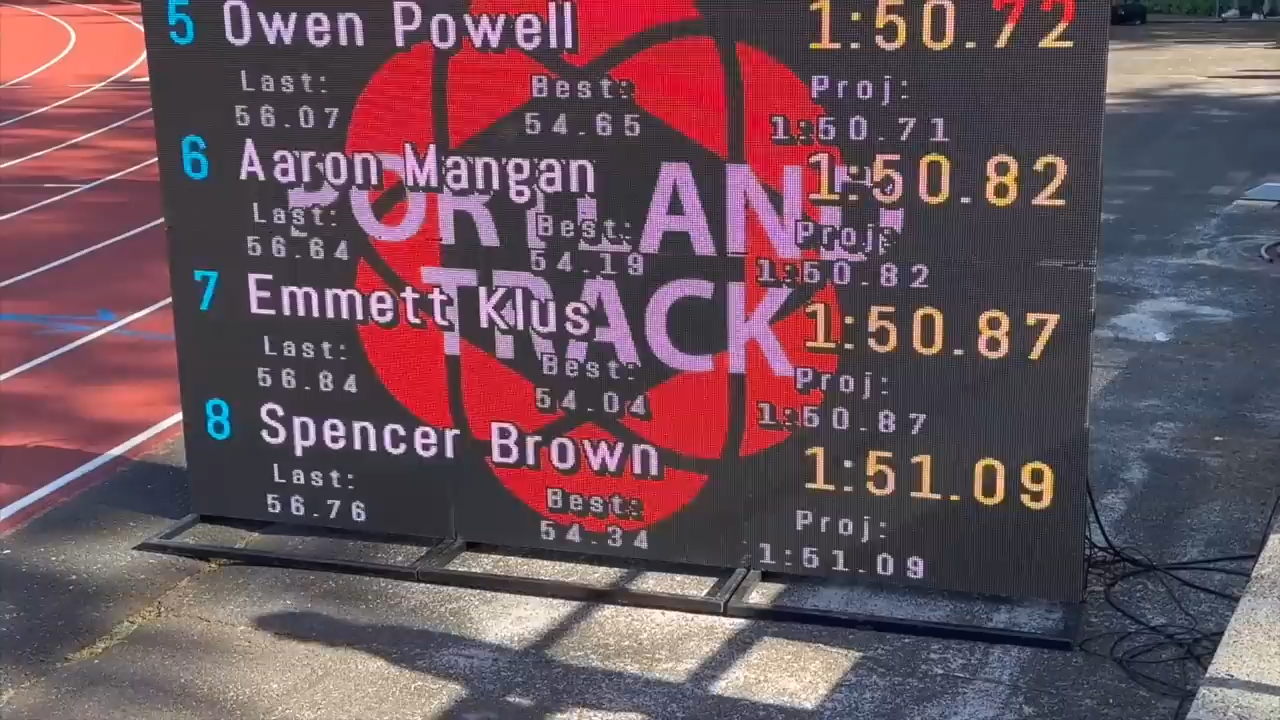 5 Owen Powell 1:50.72
Last: Best: Proj:
56.07 54.65 1:50.71
6 Aaron Mangan 1:50.82
PORTLAND
Last: Best: Proj:
56.64 54.19 1:50.82
7 Emmett Klus 1:50.87
TRACK
Last: Best: Proj:
56.84 54.04 1:50.87
8 Spencer Brown 1:51.09
Last: Best: Proj:
56.76 54.34 1:51.09